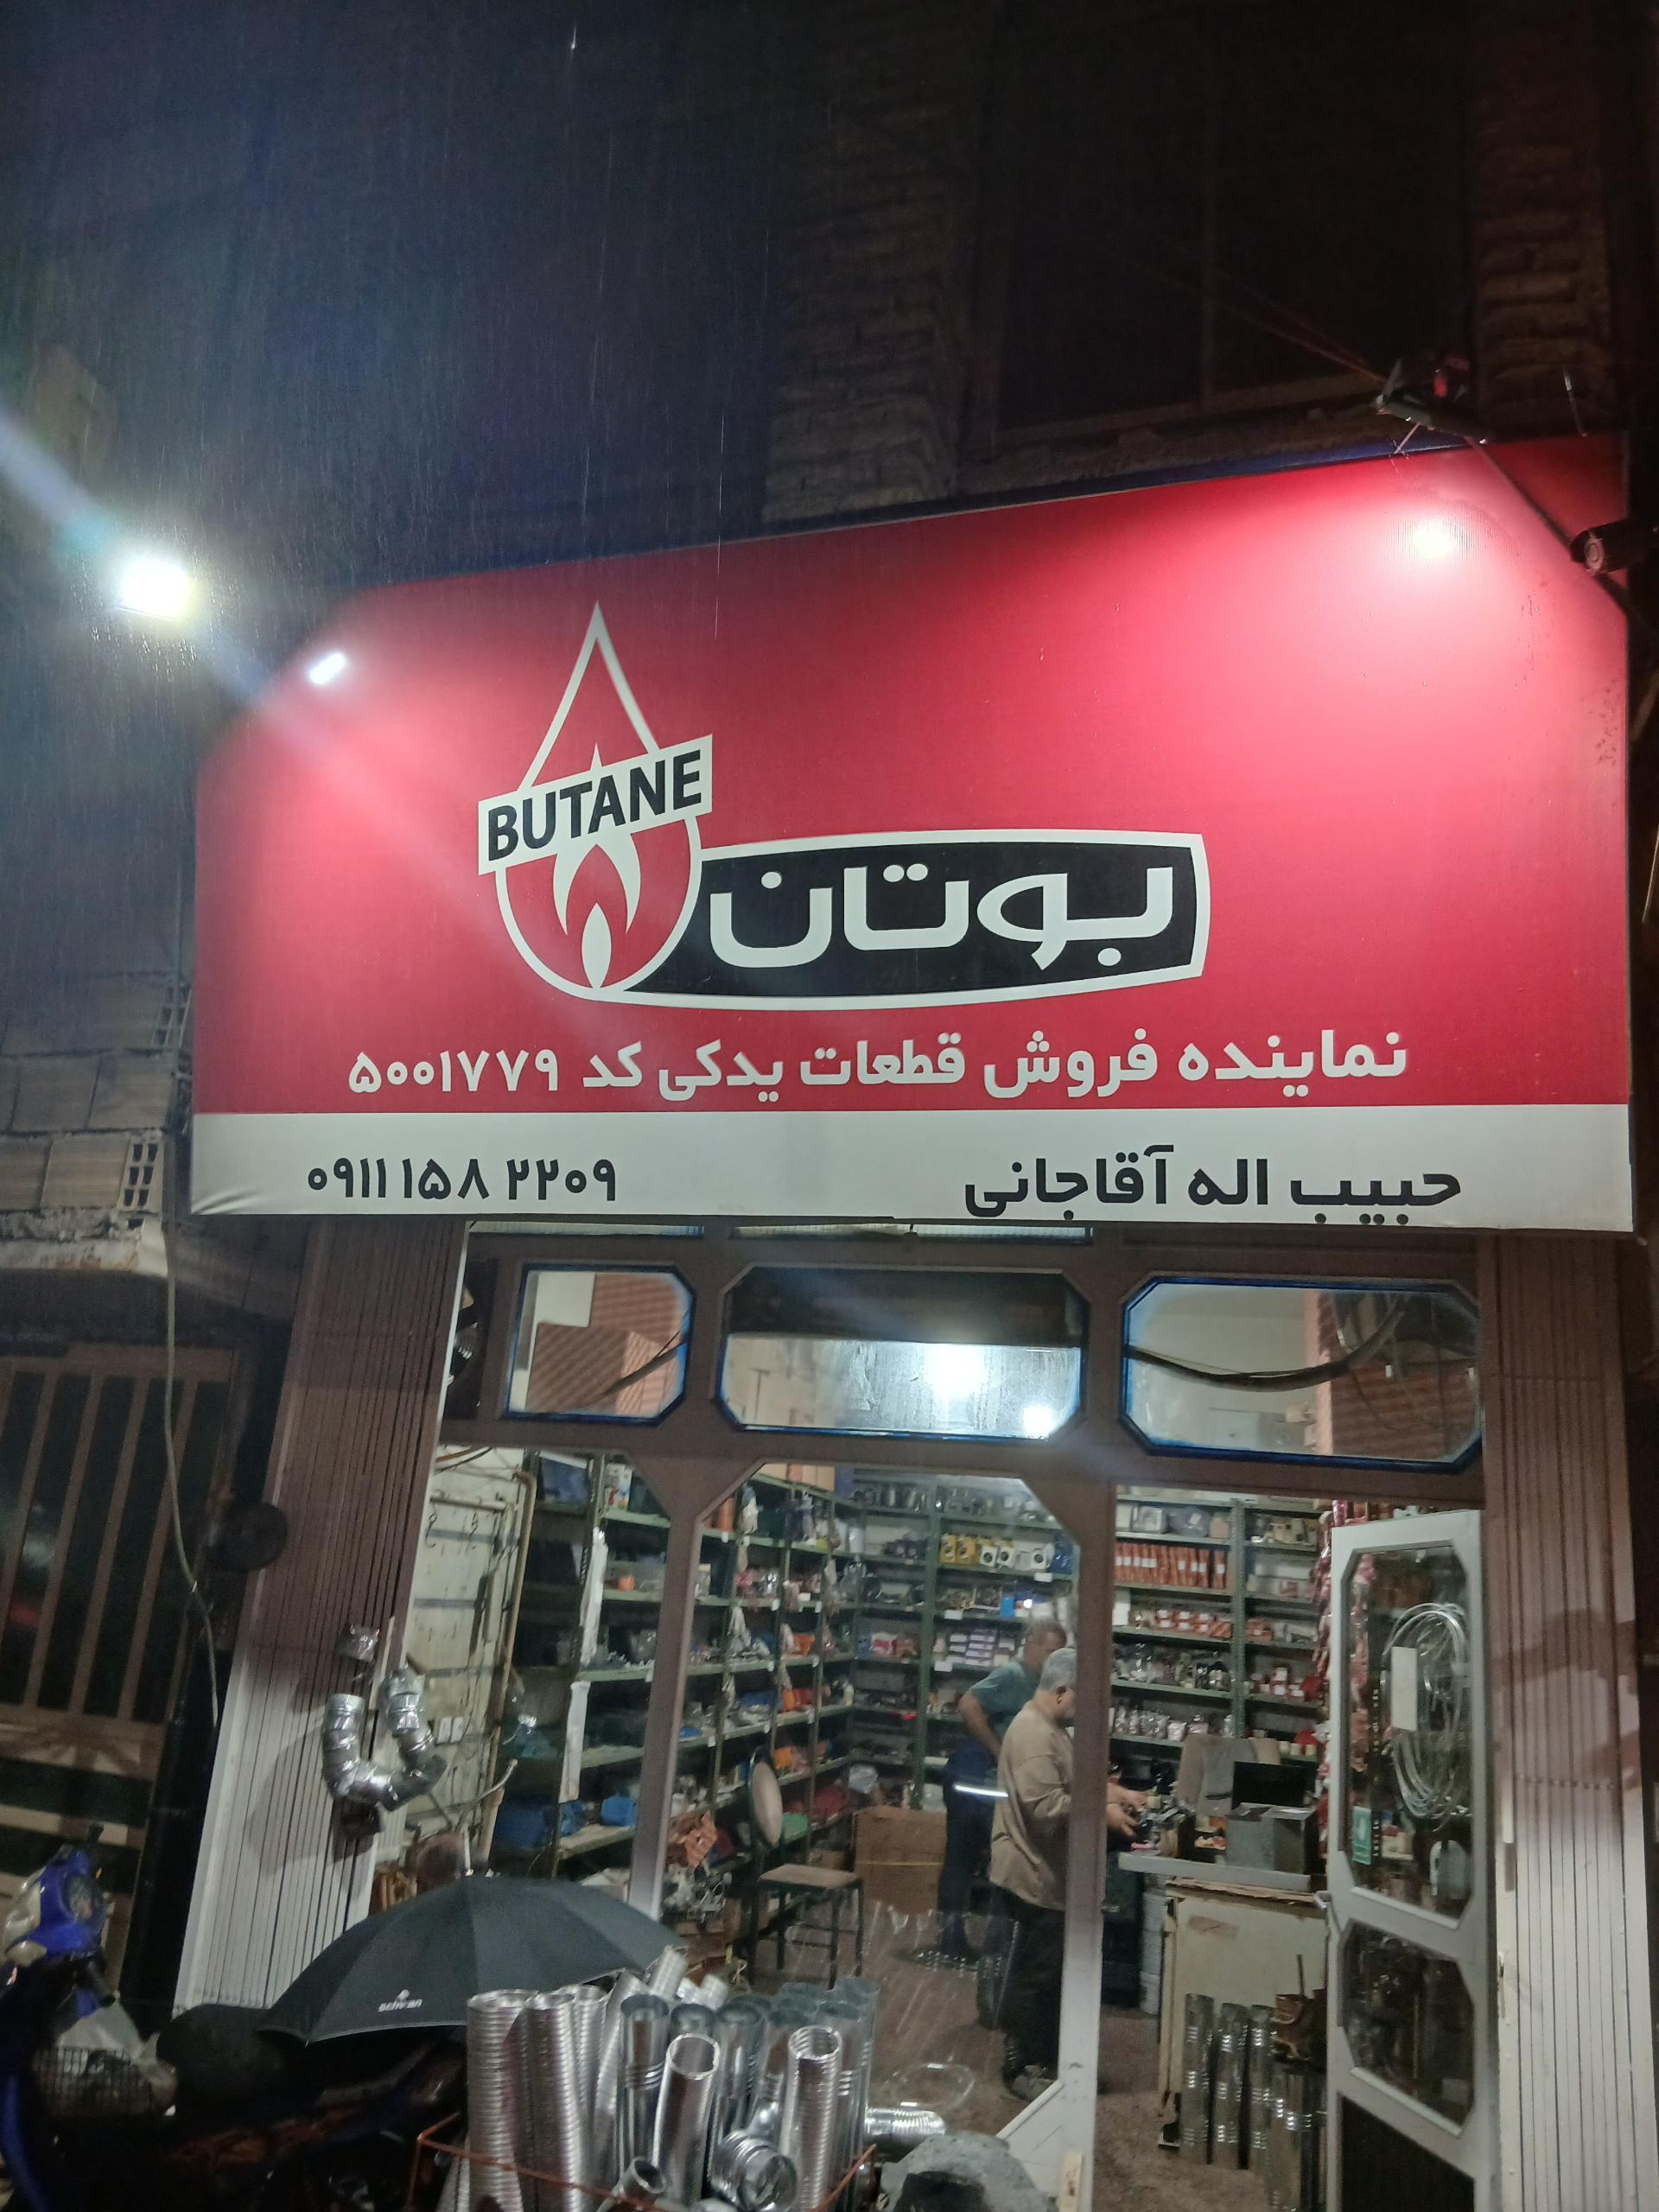 BUTANE
بوتان
نماینده فروش قطعات یدکی کد ۵۰۰۱۷۷۹
حبیب اله آقاجانی
۰۹۱۱ ۱۵۸ ۲۲۰۹